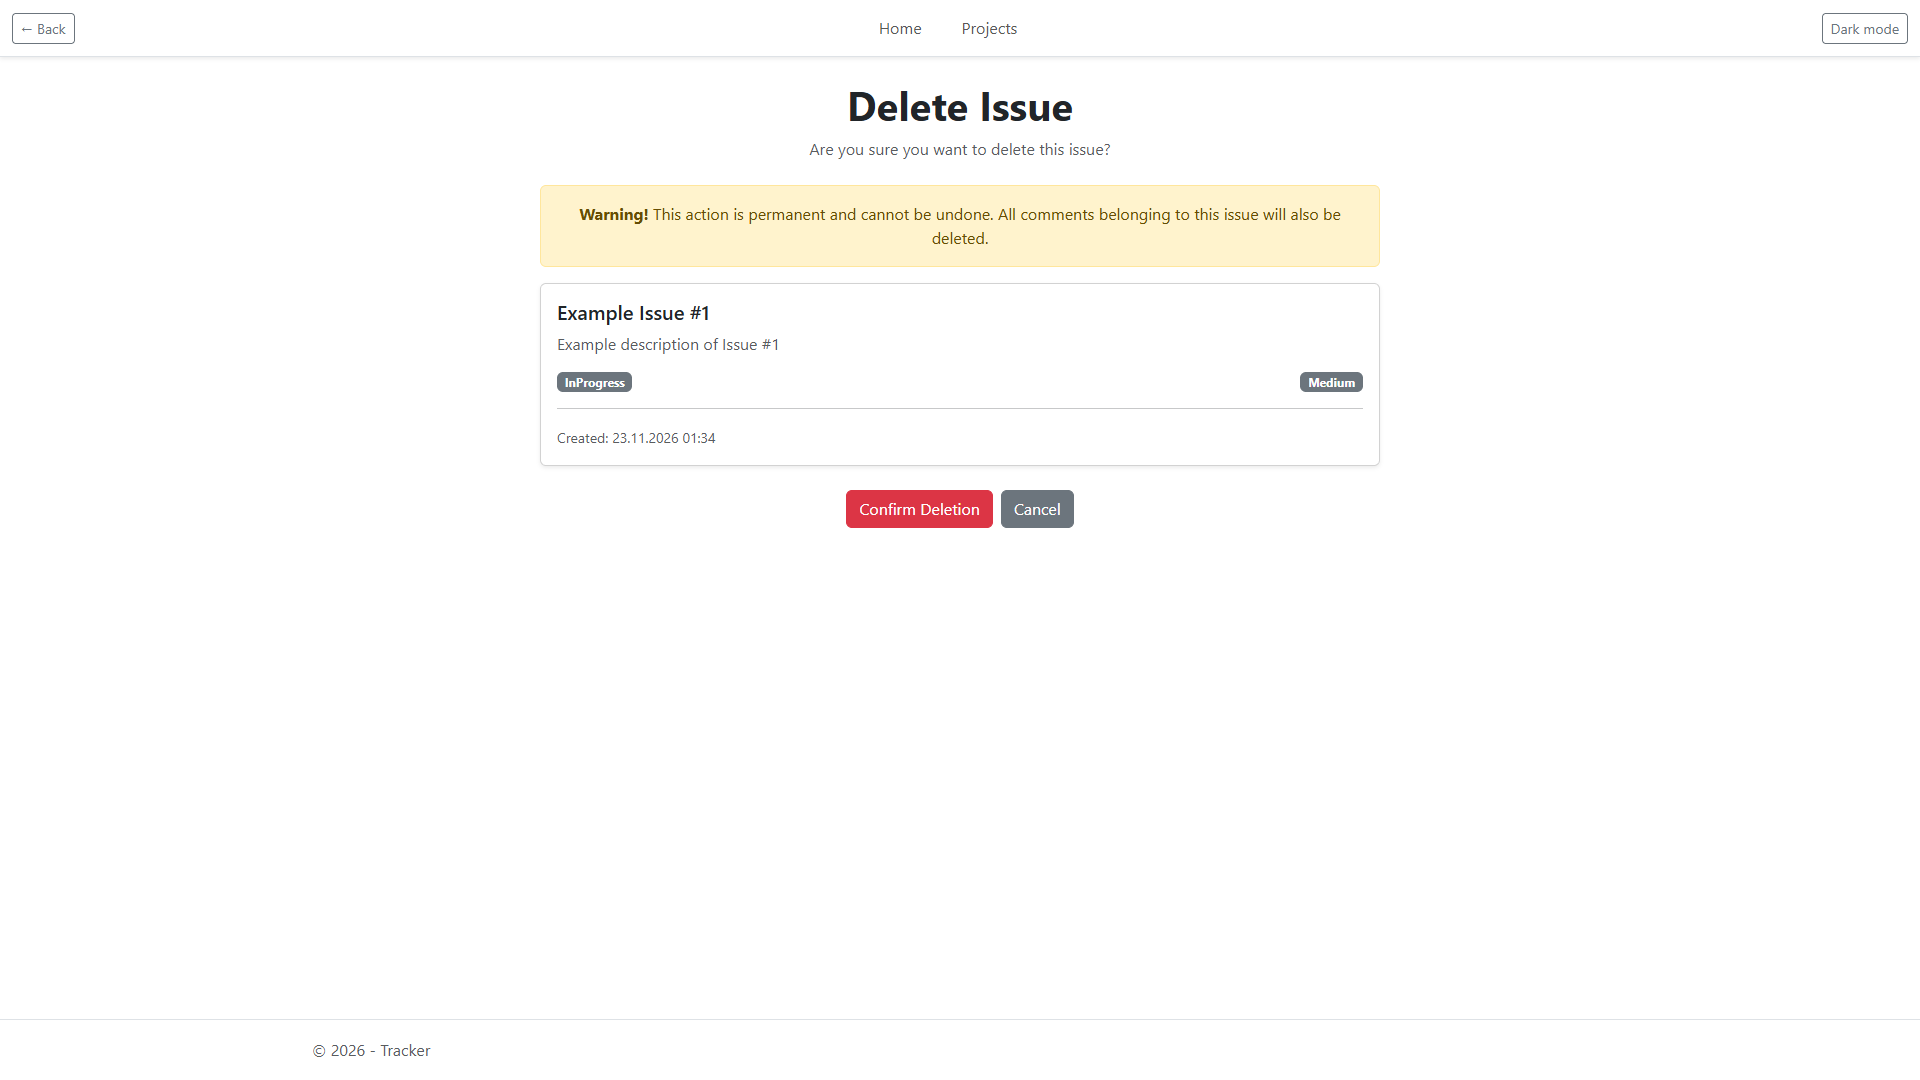 ← Back
Home
Projects
Dark mode
Delete Issue
Are you sure you want to delete this issue?
Warning! This action is permanent and cannot be undone. All comments belonging to this issue will also be
deleted.
Example Issue #1
Example description of Issue #1
InProgress
Medium
Created: 23.11.2026 01:34
Confirm Deletion
Cancel
© 2026 - Tracker